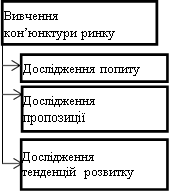 Вивчення
кон’юнктури ринку
Дослідження попиту
Дослідження
пропозиції
Дослідження
тенденцій розвитку